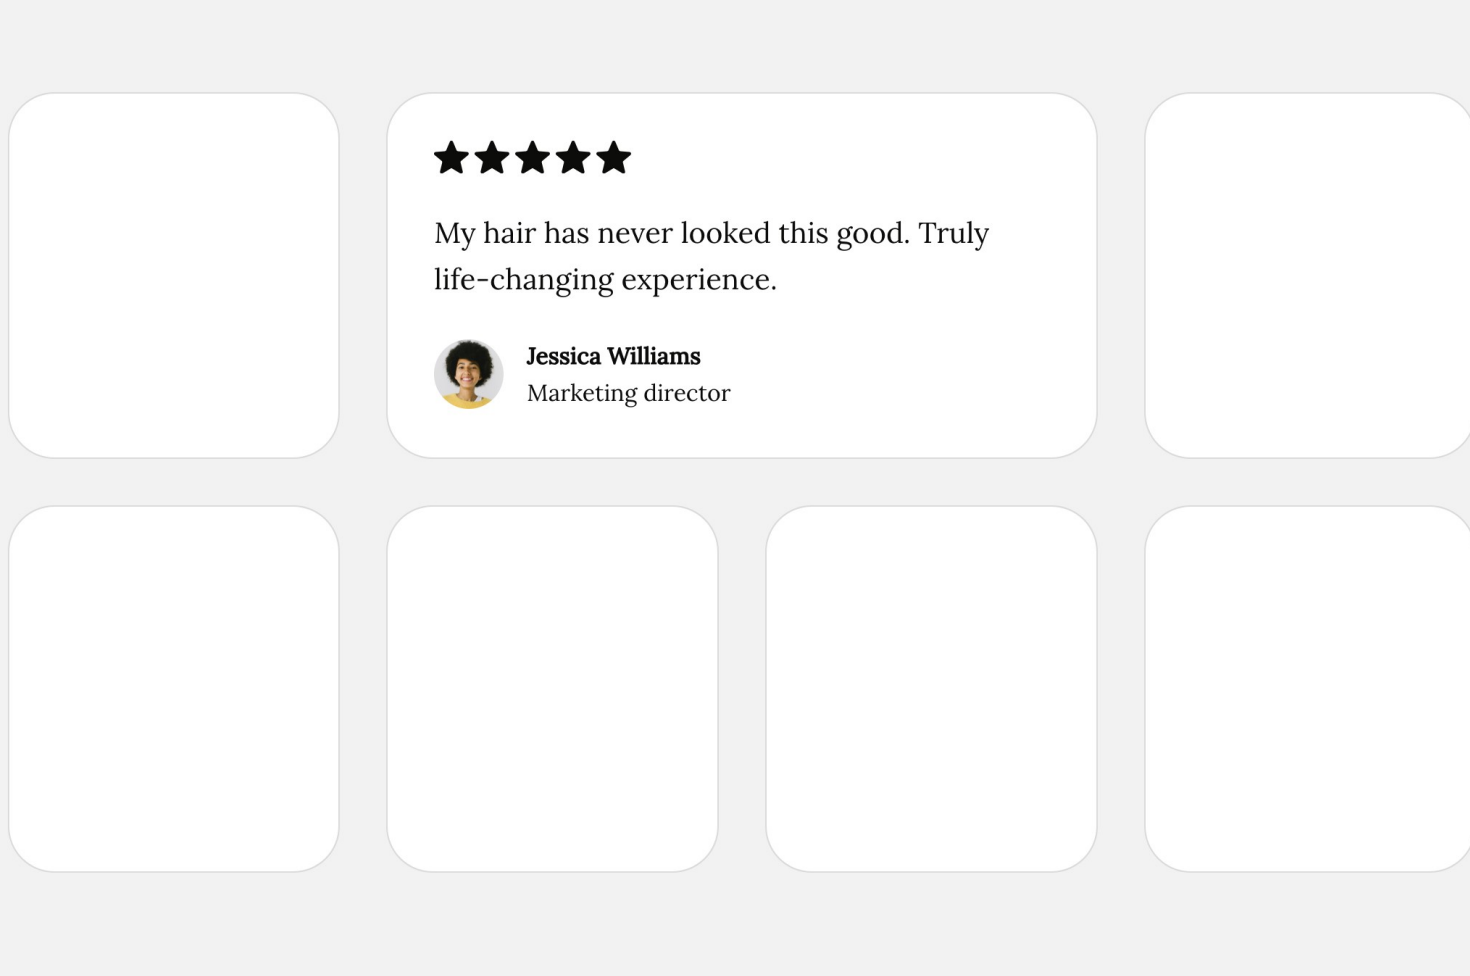 My hair has never looked this good. Truly
life-changing experience.
Jessica Williams
Marketing director